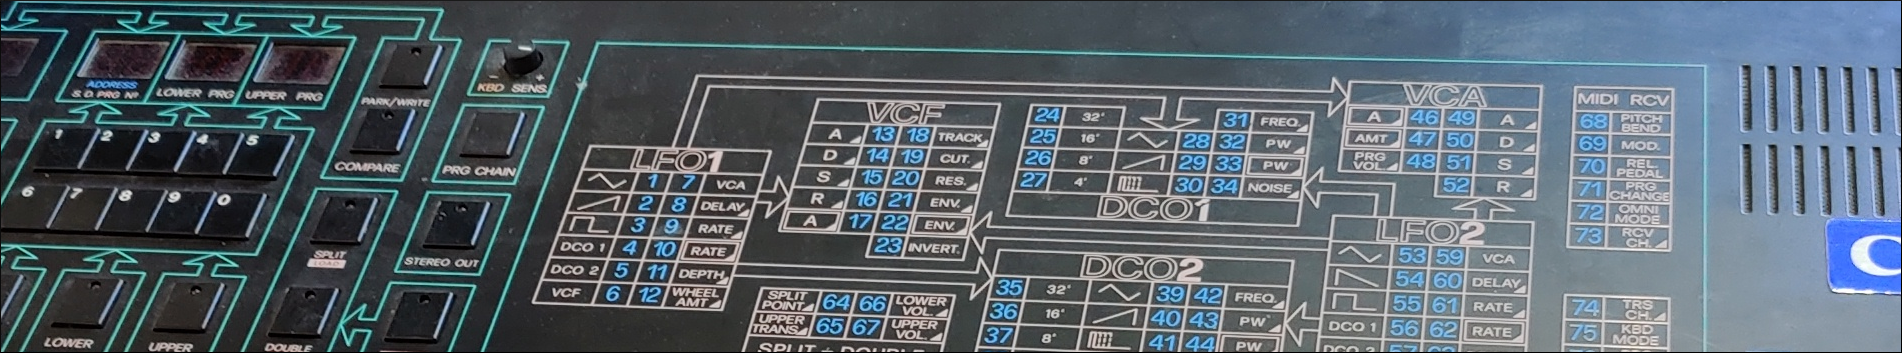 ADDRESS
S. D. PRG Nº
LOWER PRG
UPPER PRG
PARK/WRITE
COMPARE
1 2 3 4 5
6 7 8 9 0
KBD SENS.
- +
PRG CHAIN
SPLIT
LOAD
STEREO OUT
LOWER
UPPER
DOUBLE
LFO1
1 7 VCA
2 8 DELAY
3 9 RATE
DCO 1 4 10 RATE
DCO 2 5 11 DEPTH
VCF 6 12 WHEEL AMT
VCF
A 13 18 TRACK.
D 14 19 CUT.
S 15 20 RES.
R 16 21 ENV.
A 17 22 ENV.
23 INVERT.
SPLIT POINT 64 66 LOWER VOL.
UPPER TRANS. 65 67 UPPER VOL.
24 32' 31 FREQ.
25 16' 28 32 PW
26 8' 29 33 PW
27 4' 30 34 NOISE
DCO1
DCO2
35 32' 39 42 FREQ.
36 16' 40 43 PW
37 8' 41 44 PW
VCA
A 46 49 A
AMT 47 50 D
PRG VOL. 48 51 S
52 R
LFO2
53 59 VCA
54 60 DELAY
55 61 RATE
DCO 1 56 62 RATE
MIDI RCV
68 PITCH BEND
69 MOD.
70 REL. PEDAL
71 PRG CHANGE
72 OMNI MODE
73 RCV CH.
74 TRS CH.
75 KBD MODE